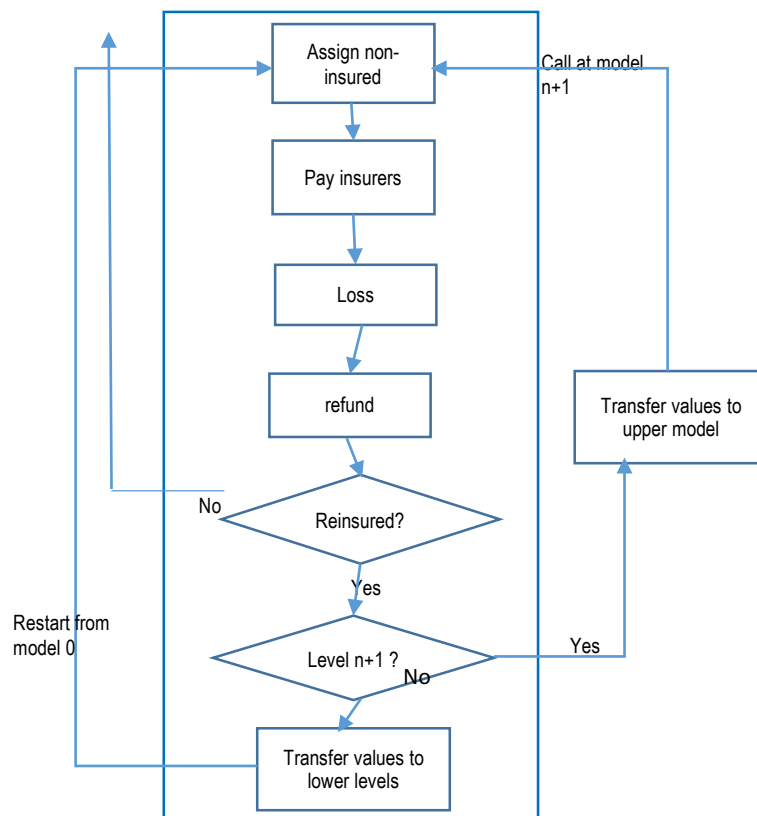 Assign non-
insured
Call at model
n+1
Pay insurers
Loss
refund
Transfer values to
upper model
No
Reinsured?
Yes
Restart from
model 0
Level n+1 ?
Yes
No
Transfer values to
lower levels